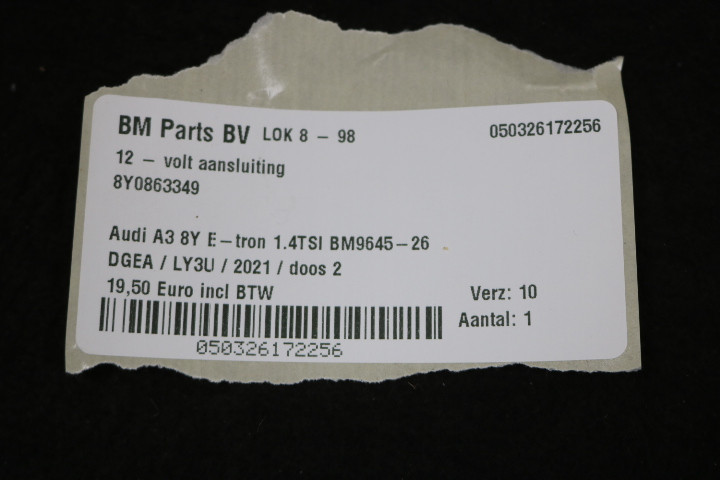 BM Parts BV LOK 8 - 98 050326172256
12 - volt aansluiting
8Y0863349
Audi A3 8Y E-tron 1.4TSI BM9645-26
DGEA / LY3U / 2021 / doos 2
19,50 Euro incl BTW Verz: 10
Aantal: 1
050326172256